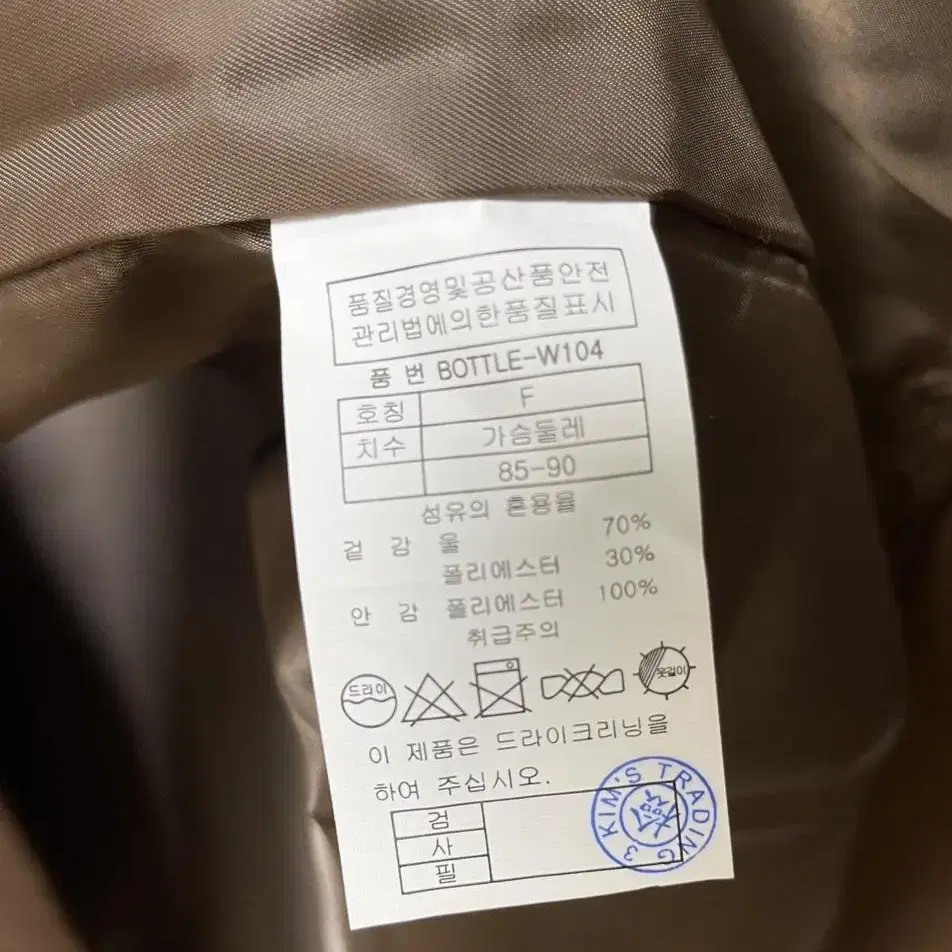 품질경영및공산품안전
관리법에의한품질표시
품 번 BOTTLE-W104
호칭 F
치수 가슴둘레
85-90
섬유의 혼용율
겉 감 울 70%
폴리에스터 30%
안 감 폴리에스터 100%
취급주의
드라이 옷걸이
이 제품은 드라이크리닝을
하여 주십시오.
검
사
필
KIM'S TRADING 3